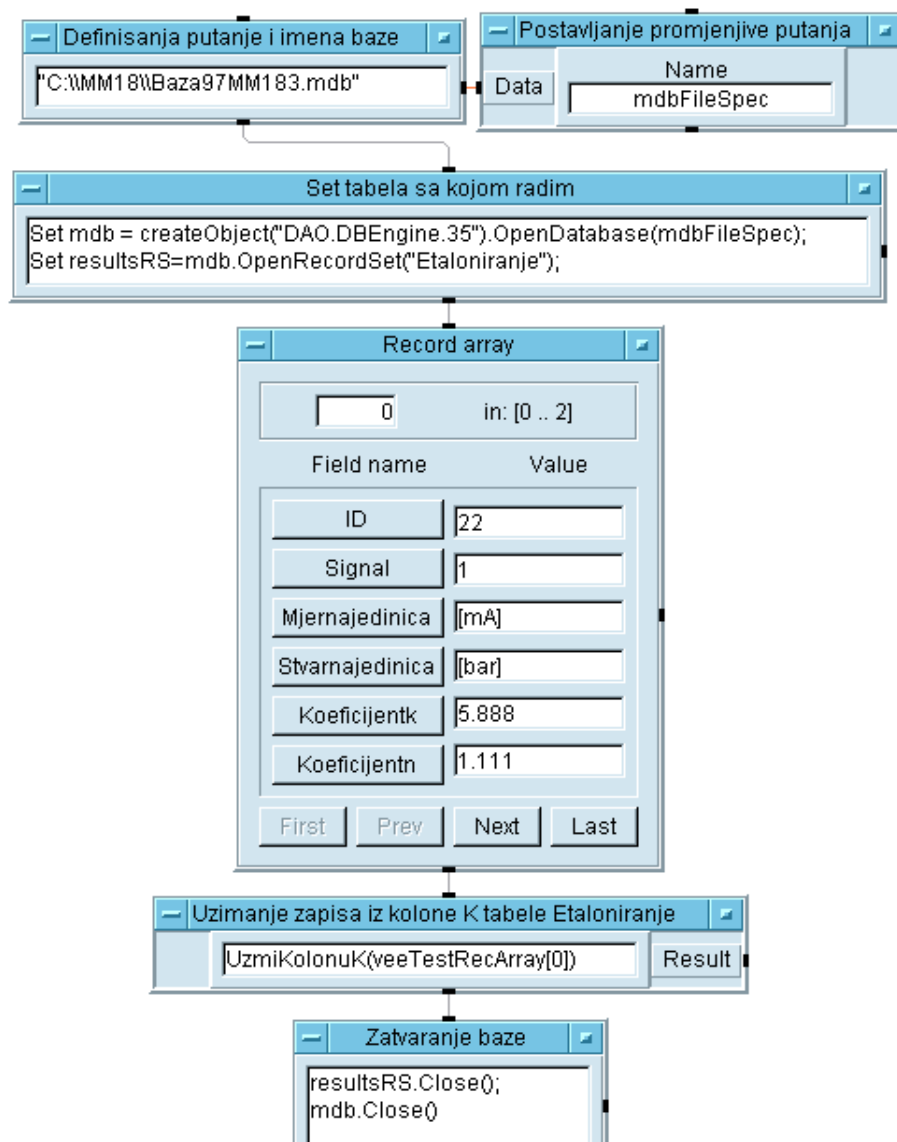 Definisanja putanje i imena baze
"C:\\MM18\\Baza97MM183.mdb"
Postavljanje promjenjive putanja
Data
Name
mdbFileSpec
Set tabela sa kojom radim
Set mdb = createObject("DAO.DBEngine.35").OpenDatabase(mdbFileSpec);
Set resultsRS=mdb.OpenRecordSet("Etaloniranje");
Record array
0 in: [0 .. 2]
Field name Value
ID 22
Signal 1
Mjernajedinica [mA]
Stvarnajedinica [bar]
Koeficijentk 5.888
Koeficijentn 1.111
First Prev Next Last
Uzimanje zapisa iz kolone K tabele Etaloniranje
UzmiKolonuK(veeTestRecArray[0]) Result
Zatvaranje baze
resultsRS.Close();
mdb.Close()